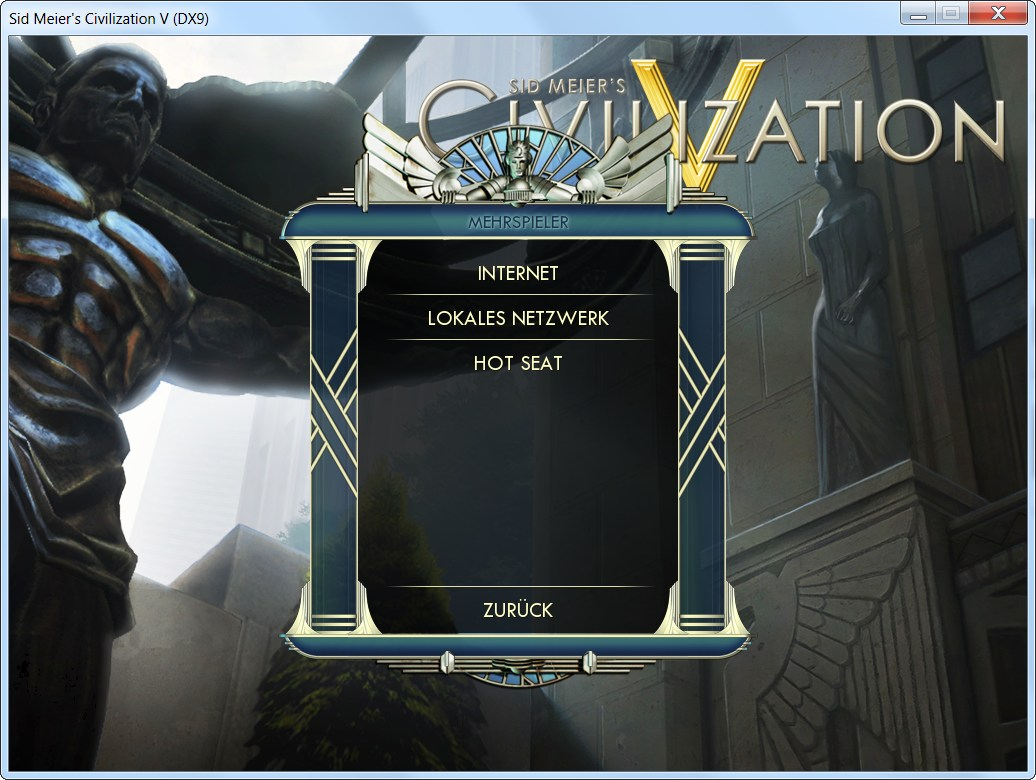 Sid Meier's Civilization V (DX9)
SID MEIER'S
CIVILIZATION
V
MEHRSPIELER
INTERNET
LOKALES NETZWERK
HOT SEAT
ZURÜCK